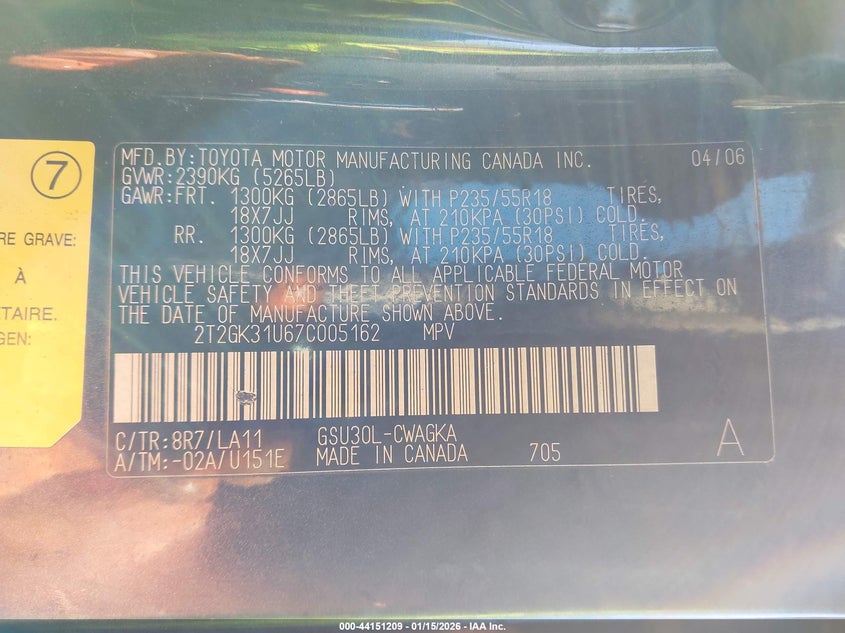 7
RE GRAVE:
À
TAIRE.
GEN:
MFD.BY:TOYOTA MOTOR MANUFACTURING CANADA INC. 04/06
GVWR:2390KG (5265LB)
GAWR:FRT. 1300KG (2865LB) WITH P235/55R18 TIRES,
18X7JJ RIMS, AT 210KPA (30PSI) COLD.
RR. 1300KG (2865LB) WITH P235/55R18 TIRES,
18X7JJ RIMS, AT 210KPA (30PSI) COLD.
THIS VEHICLE CONFORMS TO ALL APPLICABLE FEDERAL MOTOR
VEHICLE SAFETY AND THEFT PREVENTION STANDARDS IN EFFECT ON
THE DATE OF MANUFACTURE SHOWN ABOVE.
2T2GK31U67C005162 MPV
C/TR:8R7/LA11 GSU30L-CWAGKA
A/TM:-02A/U151E MADE IN CANADA 705 A
000-44151209 - 01/15/2026 - IAA Inc.